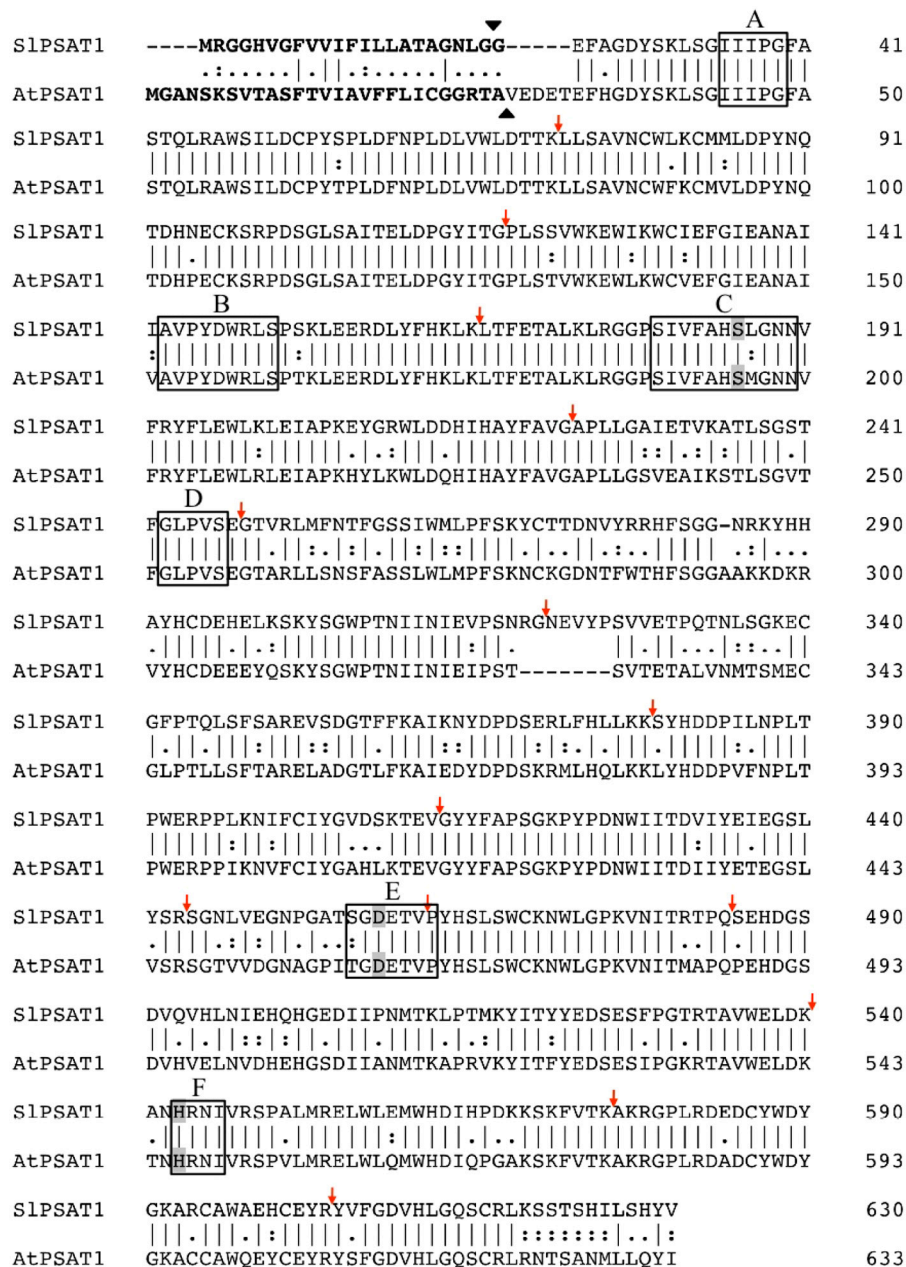 A
SlPSAT1 ----MRGGHVGFVVIFILLATAGNLGG-----EFAGDYSKLSGIIIPGFA 41
.:....|..|.:....|....    ||.||||||||||||||||
AtPSAT1 MGANSKSVTASFTVIAVFFLICGGRTAVEDETEFHGDYSKLSGIIIPGFA 50
SlPSAT1 STQLRAWSILDCPYSPLDFNPLDLVWLDTTKLLSAVNCWLKCMMLDPYNQ 91
||||||||||||||:||||||||||||||||||||||||.|||.||||||
AtPSAT1 STQLRAWSILDCPYTPLDFNPLDLVWLDTTKLLSAVNCWFKCMVLDPYNQ 100
SlPSAT1 TDHNECKSRPDSGLSAITELDPGYITGPLSSVWKEWIKWCIEFGIEANAI 141
|||.||||||||||||||||||||||||||:|||||:|||:|||||||||
AtPSAT1 TDHPECKSRPDSGLSAITELDPGYITGPLSTVWKEWLKWCVEFGIEANAI 150
B C
SlPSAT1 IAVPYDWRLSPSKLEERDLYFHKLKLTFETALKLRGGPSIVFAHSLGNNV 191
:||||||||||:|||||||||||||||||||||||||||||||||.||||
AtPSAT1 VAVPYDWRLSPTKLEERDLYFHKLKLTFETALKLRGGPSIVFAHSMGNNV 200
SlPSAT1 FRYFLEWLKLEIAPKEYGRWLDDHIHAYFAVGAPLLGAIETVKATLSGST 241
||||||||:||||||.|.:|||.||||||||||||||::|.:|:||||.|
AtPSAT1 FRYFLEWLRLEIAPKHYLKWLDQHIHAYFAVGAPLLGSVEAIKSTLSGVT 250
D
SlPSAT1 FGLPVSEGTVRLMFNTFGSSIWMLPFSKYCTTDNVYRRHFSGG-NRKYHH 290
|||||||||.||:.|:|.||:|::||||.|..||.:..|||||..:|...
AtPSAT1 FGLPVSEGTARLLSNSFASSLWLMPFSKNCKGDNTFWTHFSGGAAKKDKR 300
SlPSAT1 AYHCDEHELKSKYSGWPTNIINIEVPSNRGNEVYPSVVETPQTNLSGKEC 340
.|||||.|.:||||||||||||||:||.       ||.||...|::..||
AtPSAT1 VYHCDEEEYQSKYSGWPTNIINIEIPST-------SVTETALVNMTSMEC 343
SlPSAT1 GFPTQLSFSAREVSDGTFFKAIKNYDPDSERLFHLLKKSYHDDPILNPLT 390
|.||.|||:|||::|||.||||::||||||:|:.|.|||.||||:.||||
AtPSAT1 GLPTLLSFTARELADGTLFKAIEDYDPDSKRMLHQLKKLYHDDPVFNPLT 393
SlPSAT1 PWERPPLKNIFCIYGVDSKTEVGYYFAPSGKPYPDNWIITDVIYEIEGSL 440
||||||:||:|||||...||||||||||||||||||||||||:|||.||||
AtPSAT1 PWERPPIKNVFCIYGAHLKTEVGYYFAPSGKPYPDNWIITDIIYETEGSL 443
E
SlPSAT1 YSRSGNLVEGNPGATSGDETVPYHSLSWCKNWLGPKVNITRTPQSEHDGS 490
.||||.:|:||.|..:||||||||||||||||||||||||..||.|||||
AtPSAT1 VSRSGTVVDGNAGPITGDETVPYHSLSWCKNWLGPKVNITMAPQPEHDGS 493
SlPSAT1 DVQVHLNIEHQHGEDIIPNMTKLPTMKYITYYEDSESFPGTRTAVWELDK 540
||.|.||::|:||.|||.||||.|.:||||:||||||.||.|||||||||
AtPSAT1 DVHVELNVDHEHGSDIIANMTKAPRVKYITFYEDSESIPGKRTAVWELDK 543
F
SlPSAT1 ANHRNIVRSPALMRELWLEMWHDIHPDKKSKFVTKAKRGPLRDEDCYWDY 590
.||||||||||.|||||||:|||||.|..|||||||||||||||.||||||
AtPSAT1 TNHRNIVRSPVLMRELWLQMWHDIQPGAKSKFVTKAKRGPLRDADCYWDY 593
SlPSAT1 GKARCAWAEHCEYRYVFGDVHLGQSCRLKSSTSHILSHYV 630
|||.|||.|:|||||.||||||||||||::::::.:|.|:
AtPSAT1 GKACCAWQEYCEYRYSFGDVHLGQSCRLRNTSANMLLQYI 633